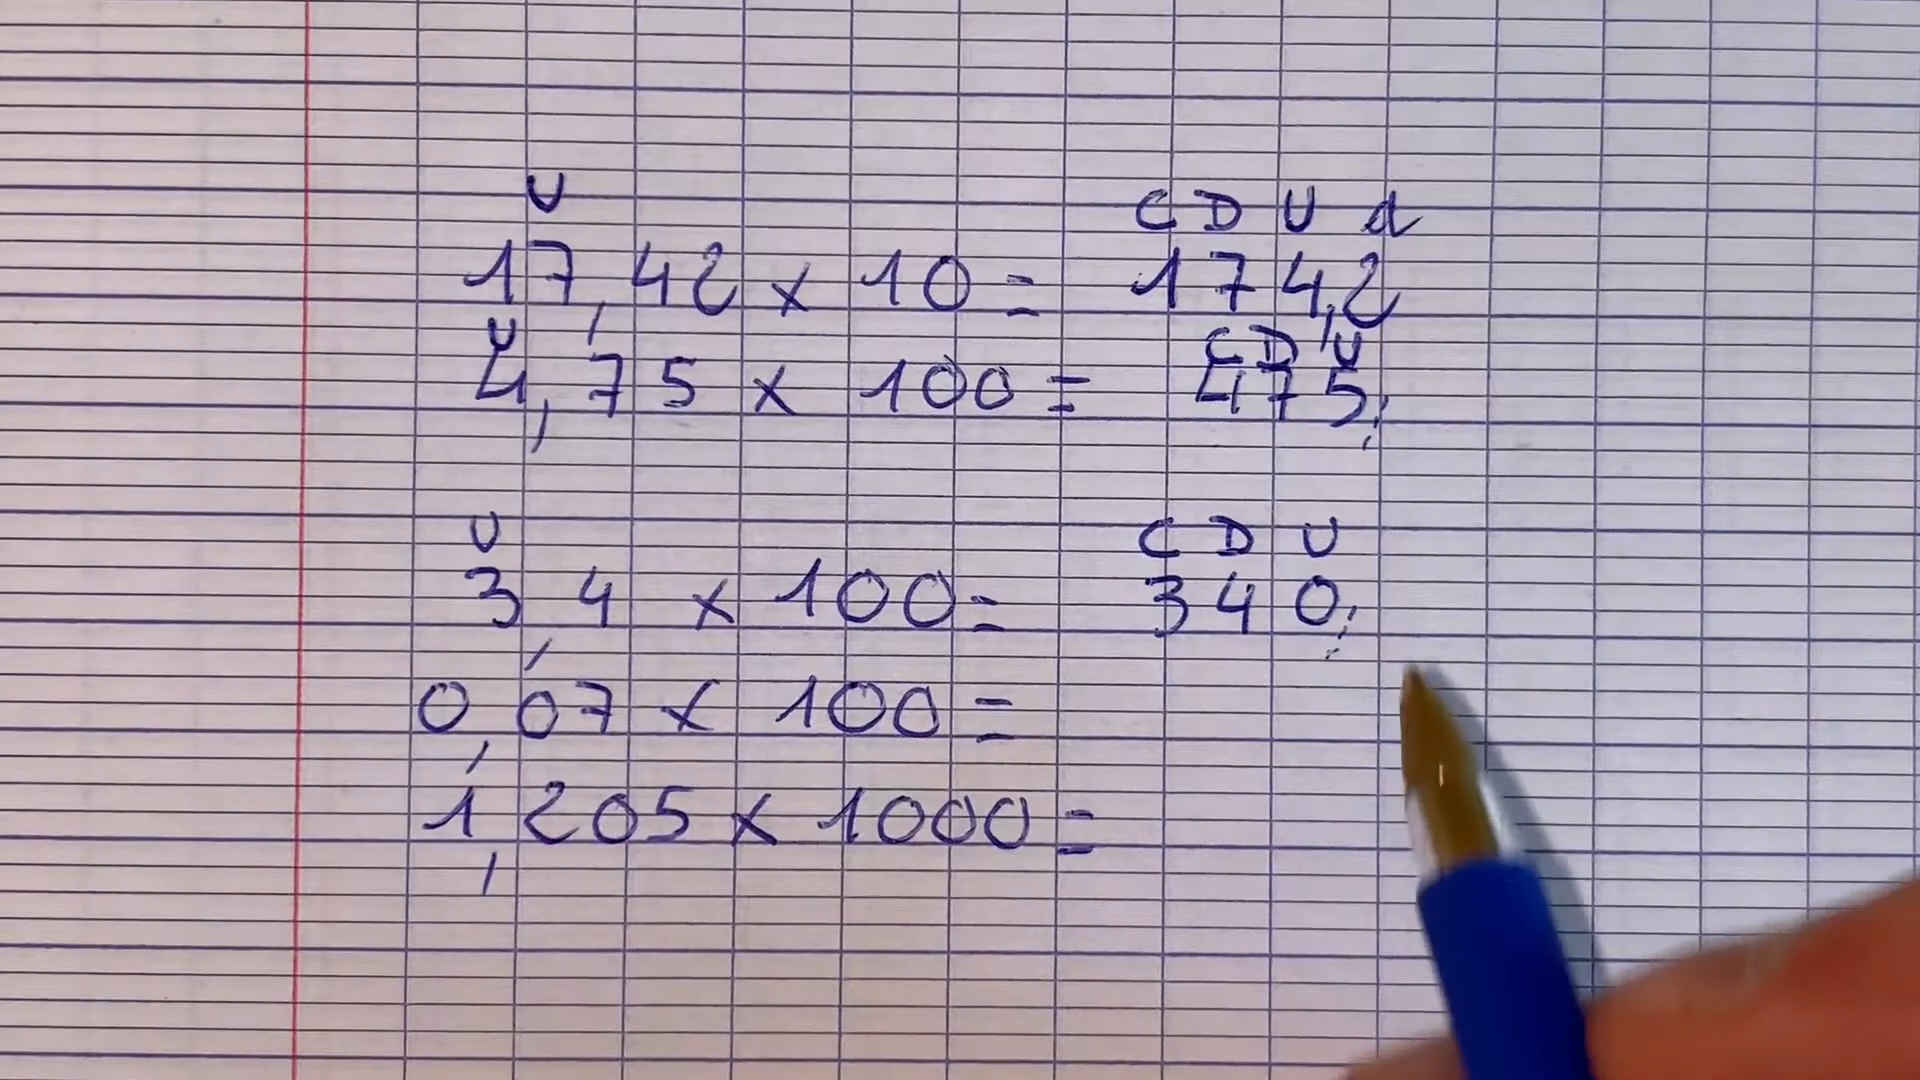 U C D U d
17,42 x 10 = 174,2
U C D U
4,75 x 100 = 475,
U C D U
3,4 x 100 = 340,
0,07 x 100 =
1,205 x 1000 =